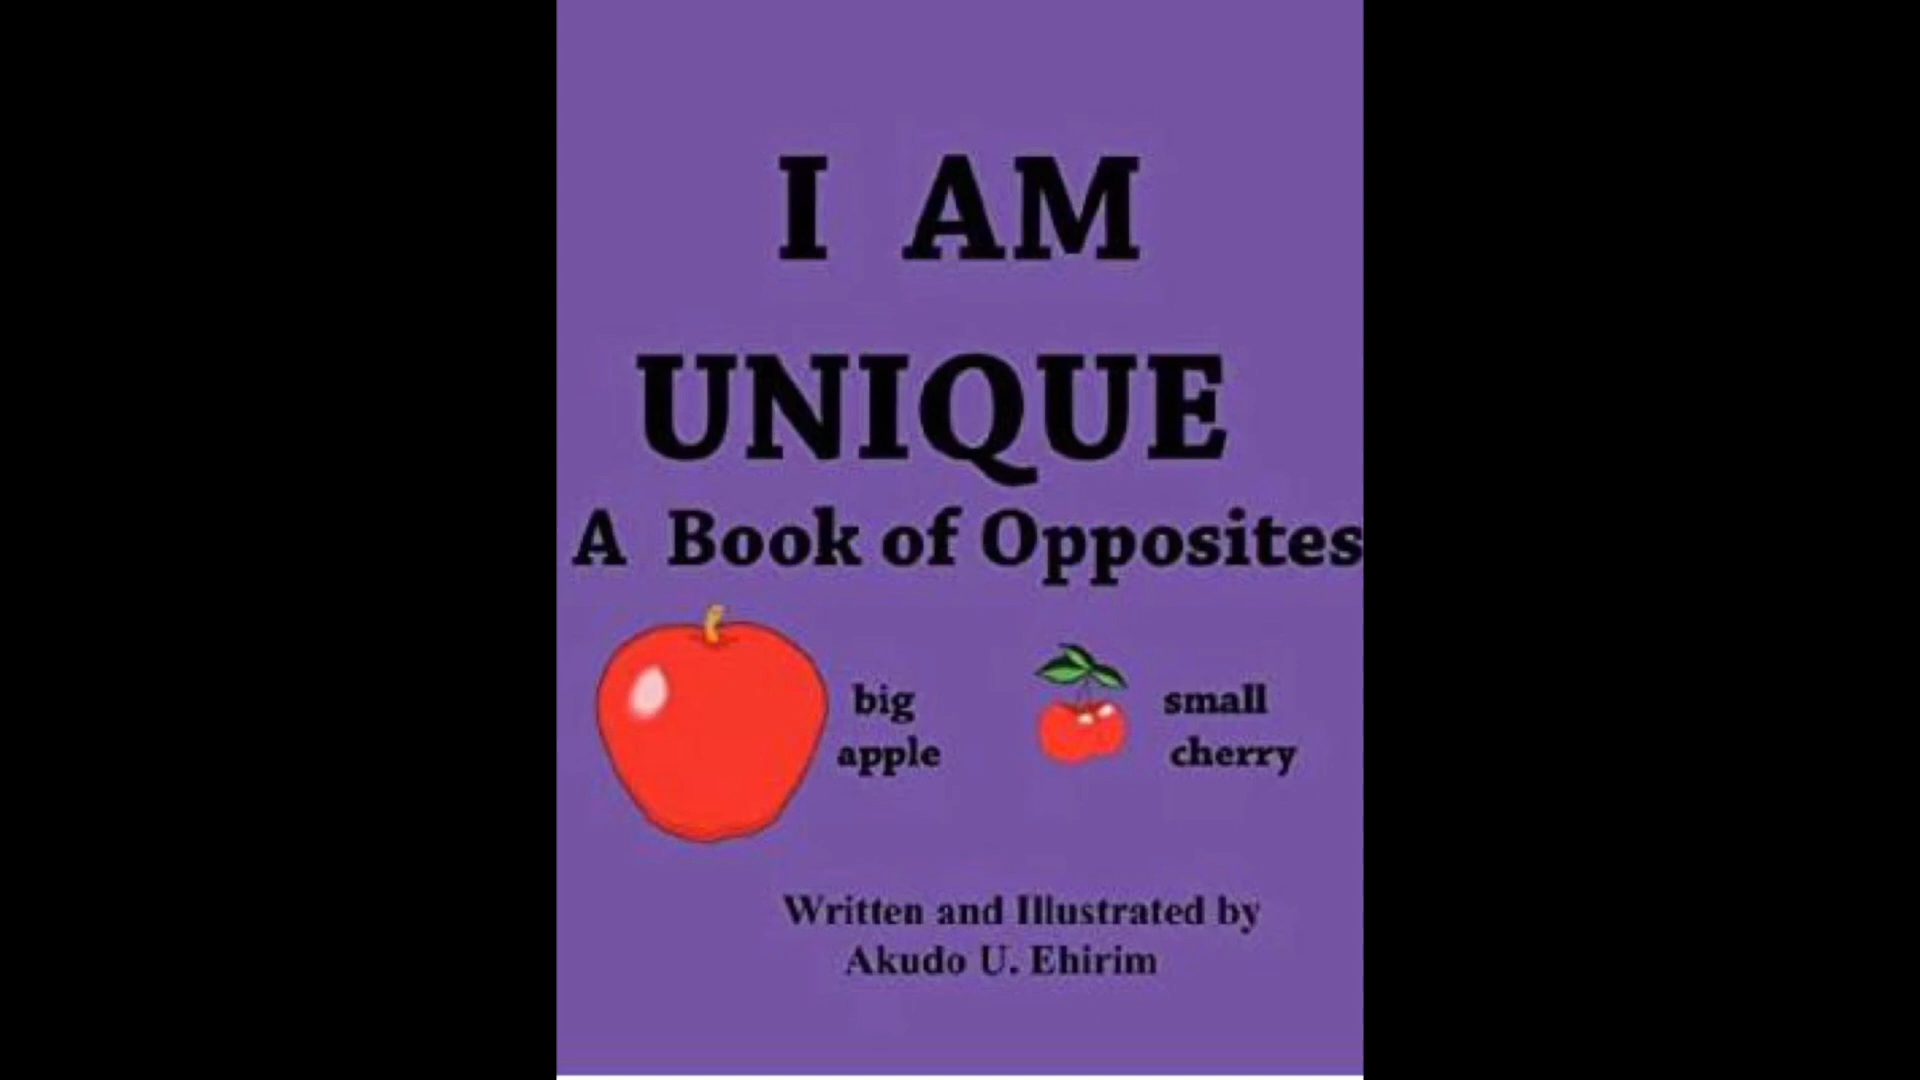 I AM
UNIQUE
A Book of Opposites
big
apple
small
cherry
Written and Illustrated by
Akudo U. Ehirim